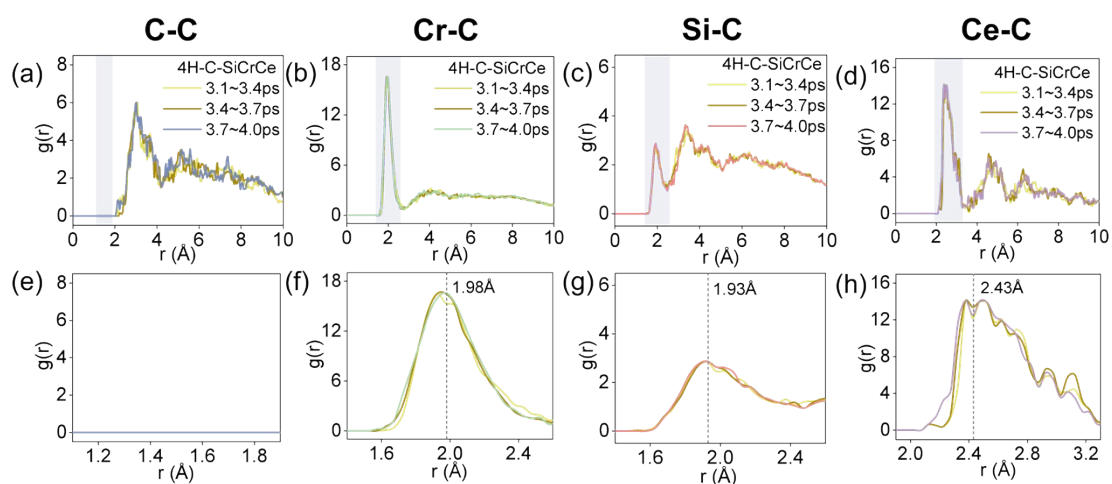 C-C Cr-C Si-C Ce-C
(a)
4H-C-SiCrCe
3.1~3.4ps
3.4~3.7ps
3.7~4.0ps
g(r)
8
6
4
2
0
0 2 4 6 8 10
r (Å)
(b)
4H-C-SiCrCe
3.1~3.4ps
3.4~3.7ps
3.7~4.0ps
g(r)
18
12
6
0
0 2 4 6 8 10
r (Å)
(c)
4H-C-SiCrCe
3.1~3.4ps
3.4~3.7ps
3.7~4.0ps
g(r)
6
4
2
0
0 2 4 6 8 10
r (Å)
(d)
4H-C-SiCrCe
3.1~3.4ps
3.4~3.7ps
3.7~4.0ps
g(r)
16
12
8
4
0
0 2 4 6 8 10
r (Å)
(e)
g(r)
8
6
4
2
0
1.2 1.4 1.6 1.8
r (Å)
(f)
1.98Å
g(r)
18
12
6
0
1.6 2.0 2.4
r (Å)
(g)
1.93Å
g(r)
6
4
2
0
1.6 2.0 2.4
r (Å)
(h)
2.43Å
g(r)
16
12
8
4
0
2.0 2.4 2.8 3.2
r (Å)